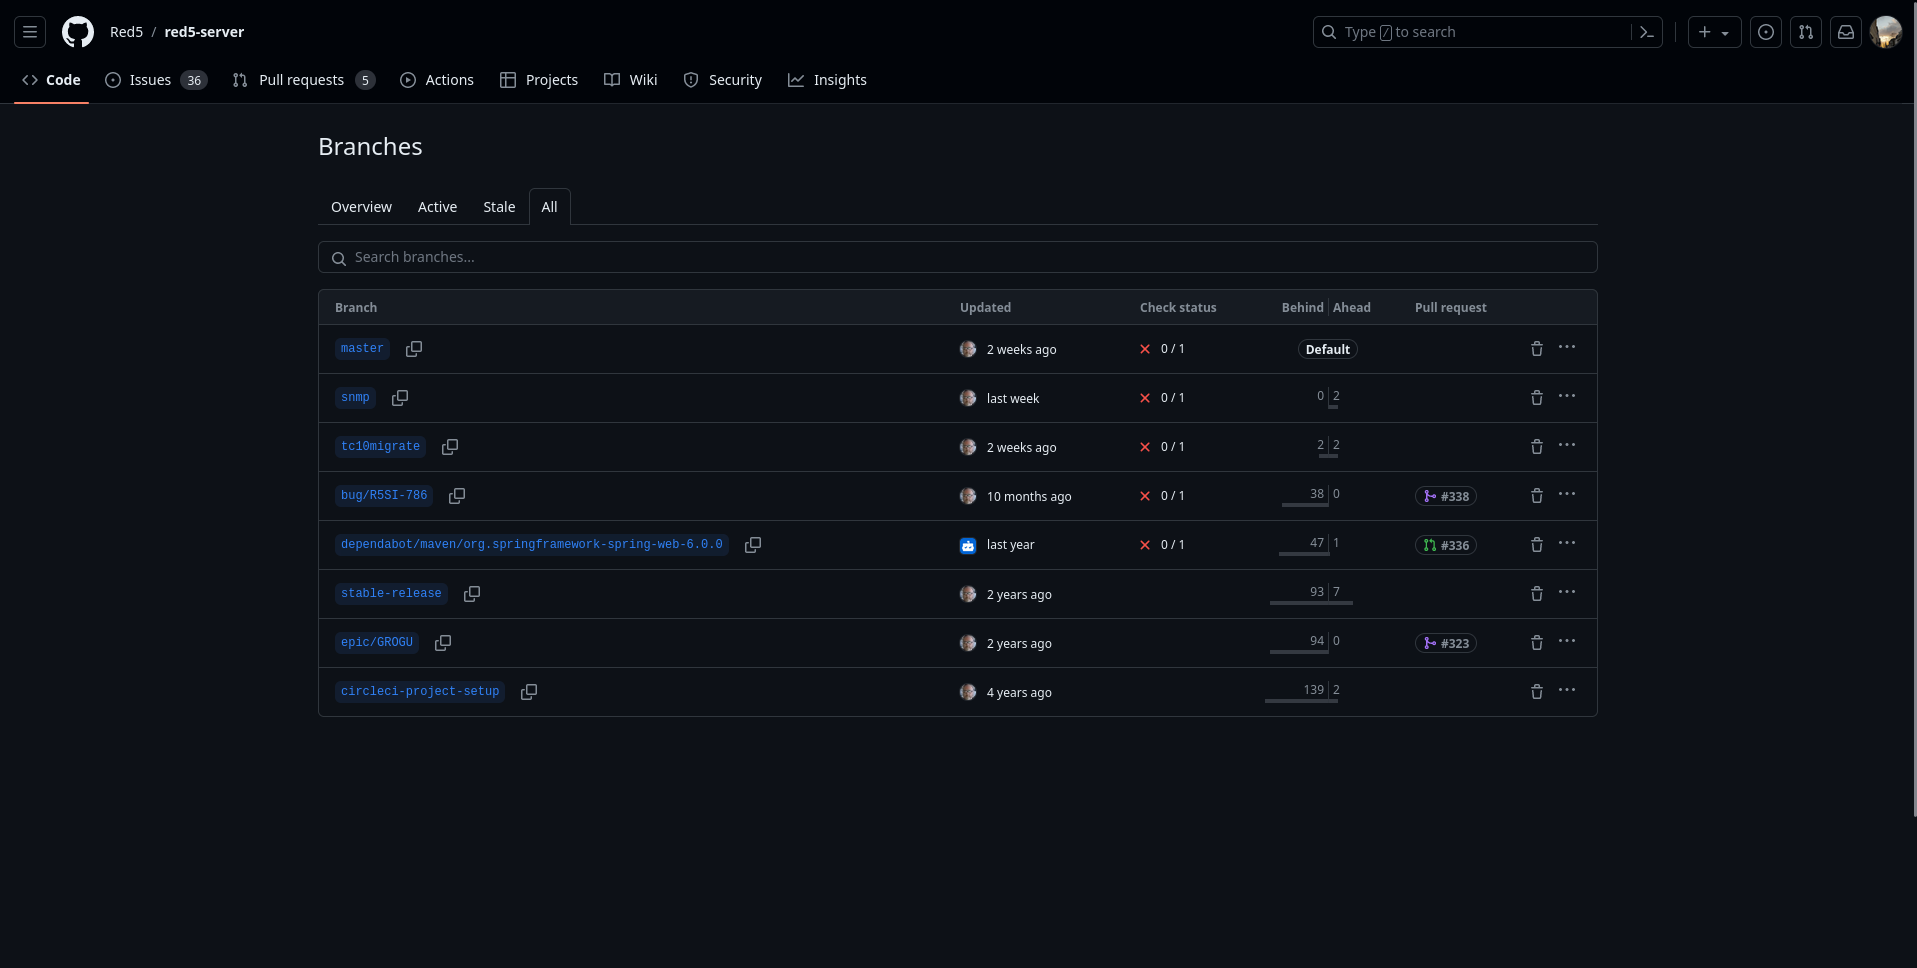 Red5 / red5-server
Type / to search
Code Issues 36 Pull requests 5 Actions Projects Wiki Security Insights
Branches
Overview Active Stale All
Search branches...
Branch Updated Check status Behind Ahead Pull request
master 2 weeks ago 0 / 1 Default
snmp last week 0 / 1 0 2
tc10migrate 2 weeks ago 0 / 1 2 2
bug/R5SI-786 10 months ago 0 / 1 38 0 #338
dependabot/maven/org.springframework-spring-web-6.0.0 last year 0 / 1 47 1 #336
stable-release 2 years ago 93 7
epic/GROGU 2 years ago 94 0 #323
circleci-project-setup 4 years ago 139 2